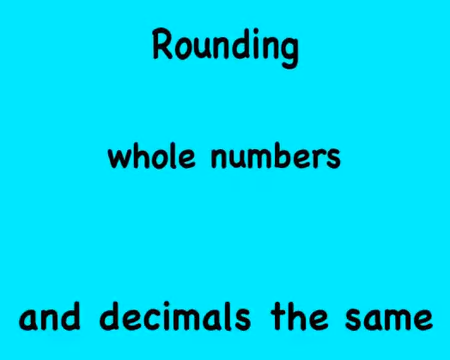 Rounding
whole numbers
and decimals the same